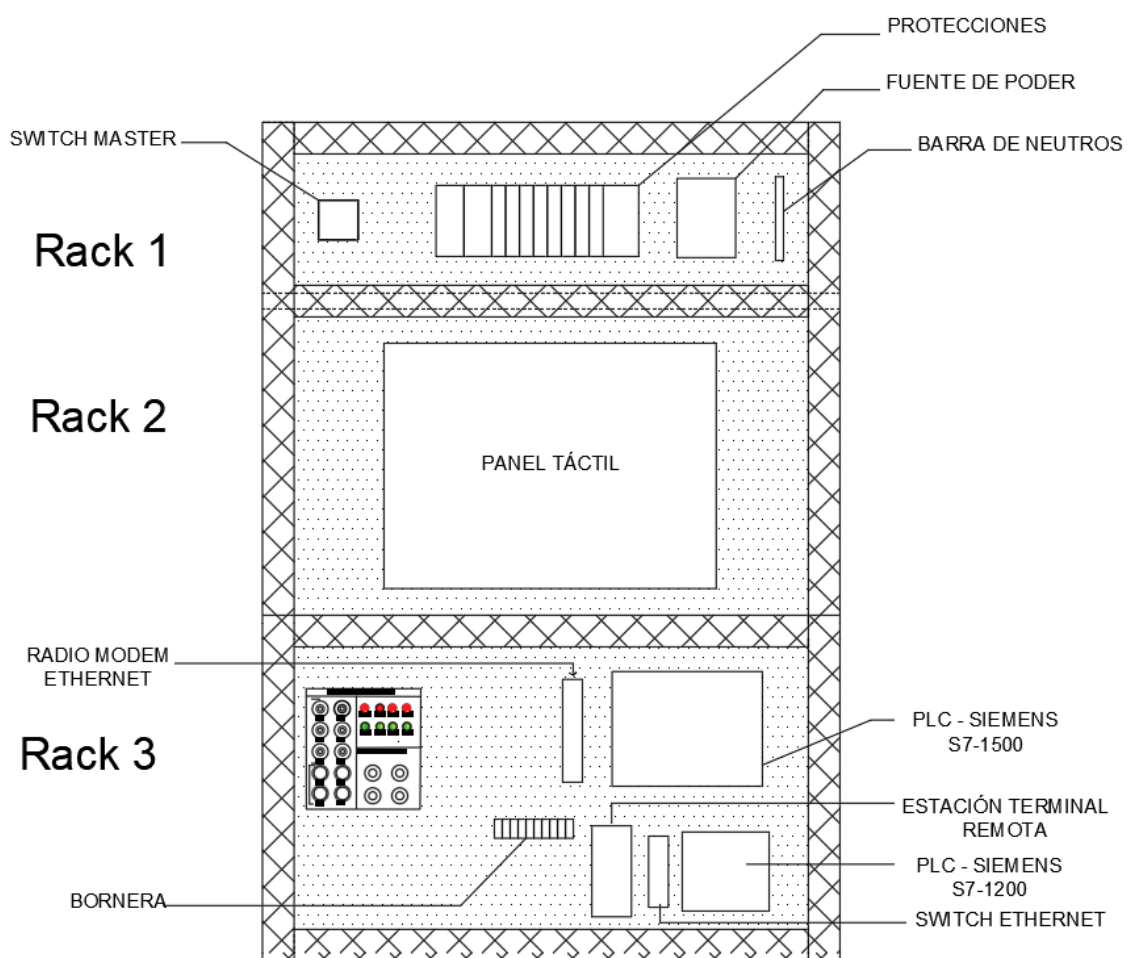 PROTECCIONES
FUENTE DE PODER
SWITCH MASTER
BARRA DE NEUTROS
Rack 1
Rack 2
PANEL TÁCTIL
RADIO MODEM
ETHERNET
Rack 3
PLC - SIEMENS
S7-1500
ESTACIÓN TERMINAL
REMOTA
PLC - SIEMENS
S7-1200
BORNERA
SWITCH ETHERNET